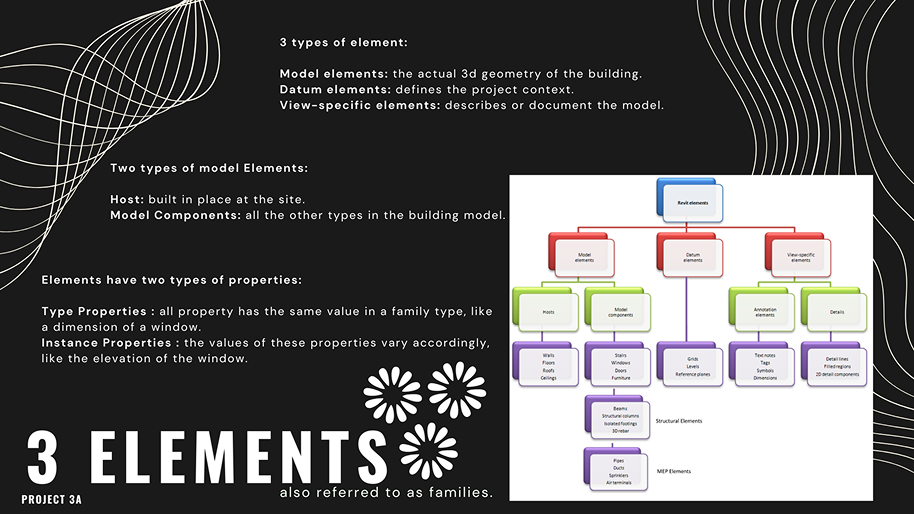 3 types of element:
Model elements: the actual 3d geometry of the building.
Datum elements: defines the project context.
View-specific elements: describes or document the model.
Two types of model Elements:
Host: built in place at the site.
Model Components: all the other types in the building model.
Elements have two types of properties:
Type Properties : all property has the same value in a family type, like
a dimension of a window.
Instance Properties : the values of these properties vary accordingly,
like the elevation of the window.
3 ELEMENTS
also referred to as families.
PROJECT 3A
Revit elements
Model
elements
Datum
elements
View-specific
elements
Hosts
Model
components
Annotation
elements
Details
Walls
Floors
Roofs
Ceilings
Stairs
Windows
Doors
Furniture
Grids
Levels
Reference planes
Text notes
Tags
Symbols
Dimensions
Detail lines
Filled regions
2D detail components
Beams
Structural columns
Isolated footings
3D rebar
Structural Elements
Pipes
Ducts
Sprinklers
Air terminals
MEP Elements